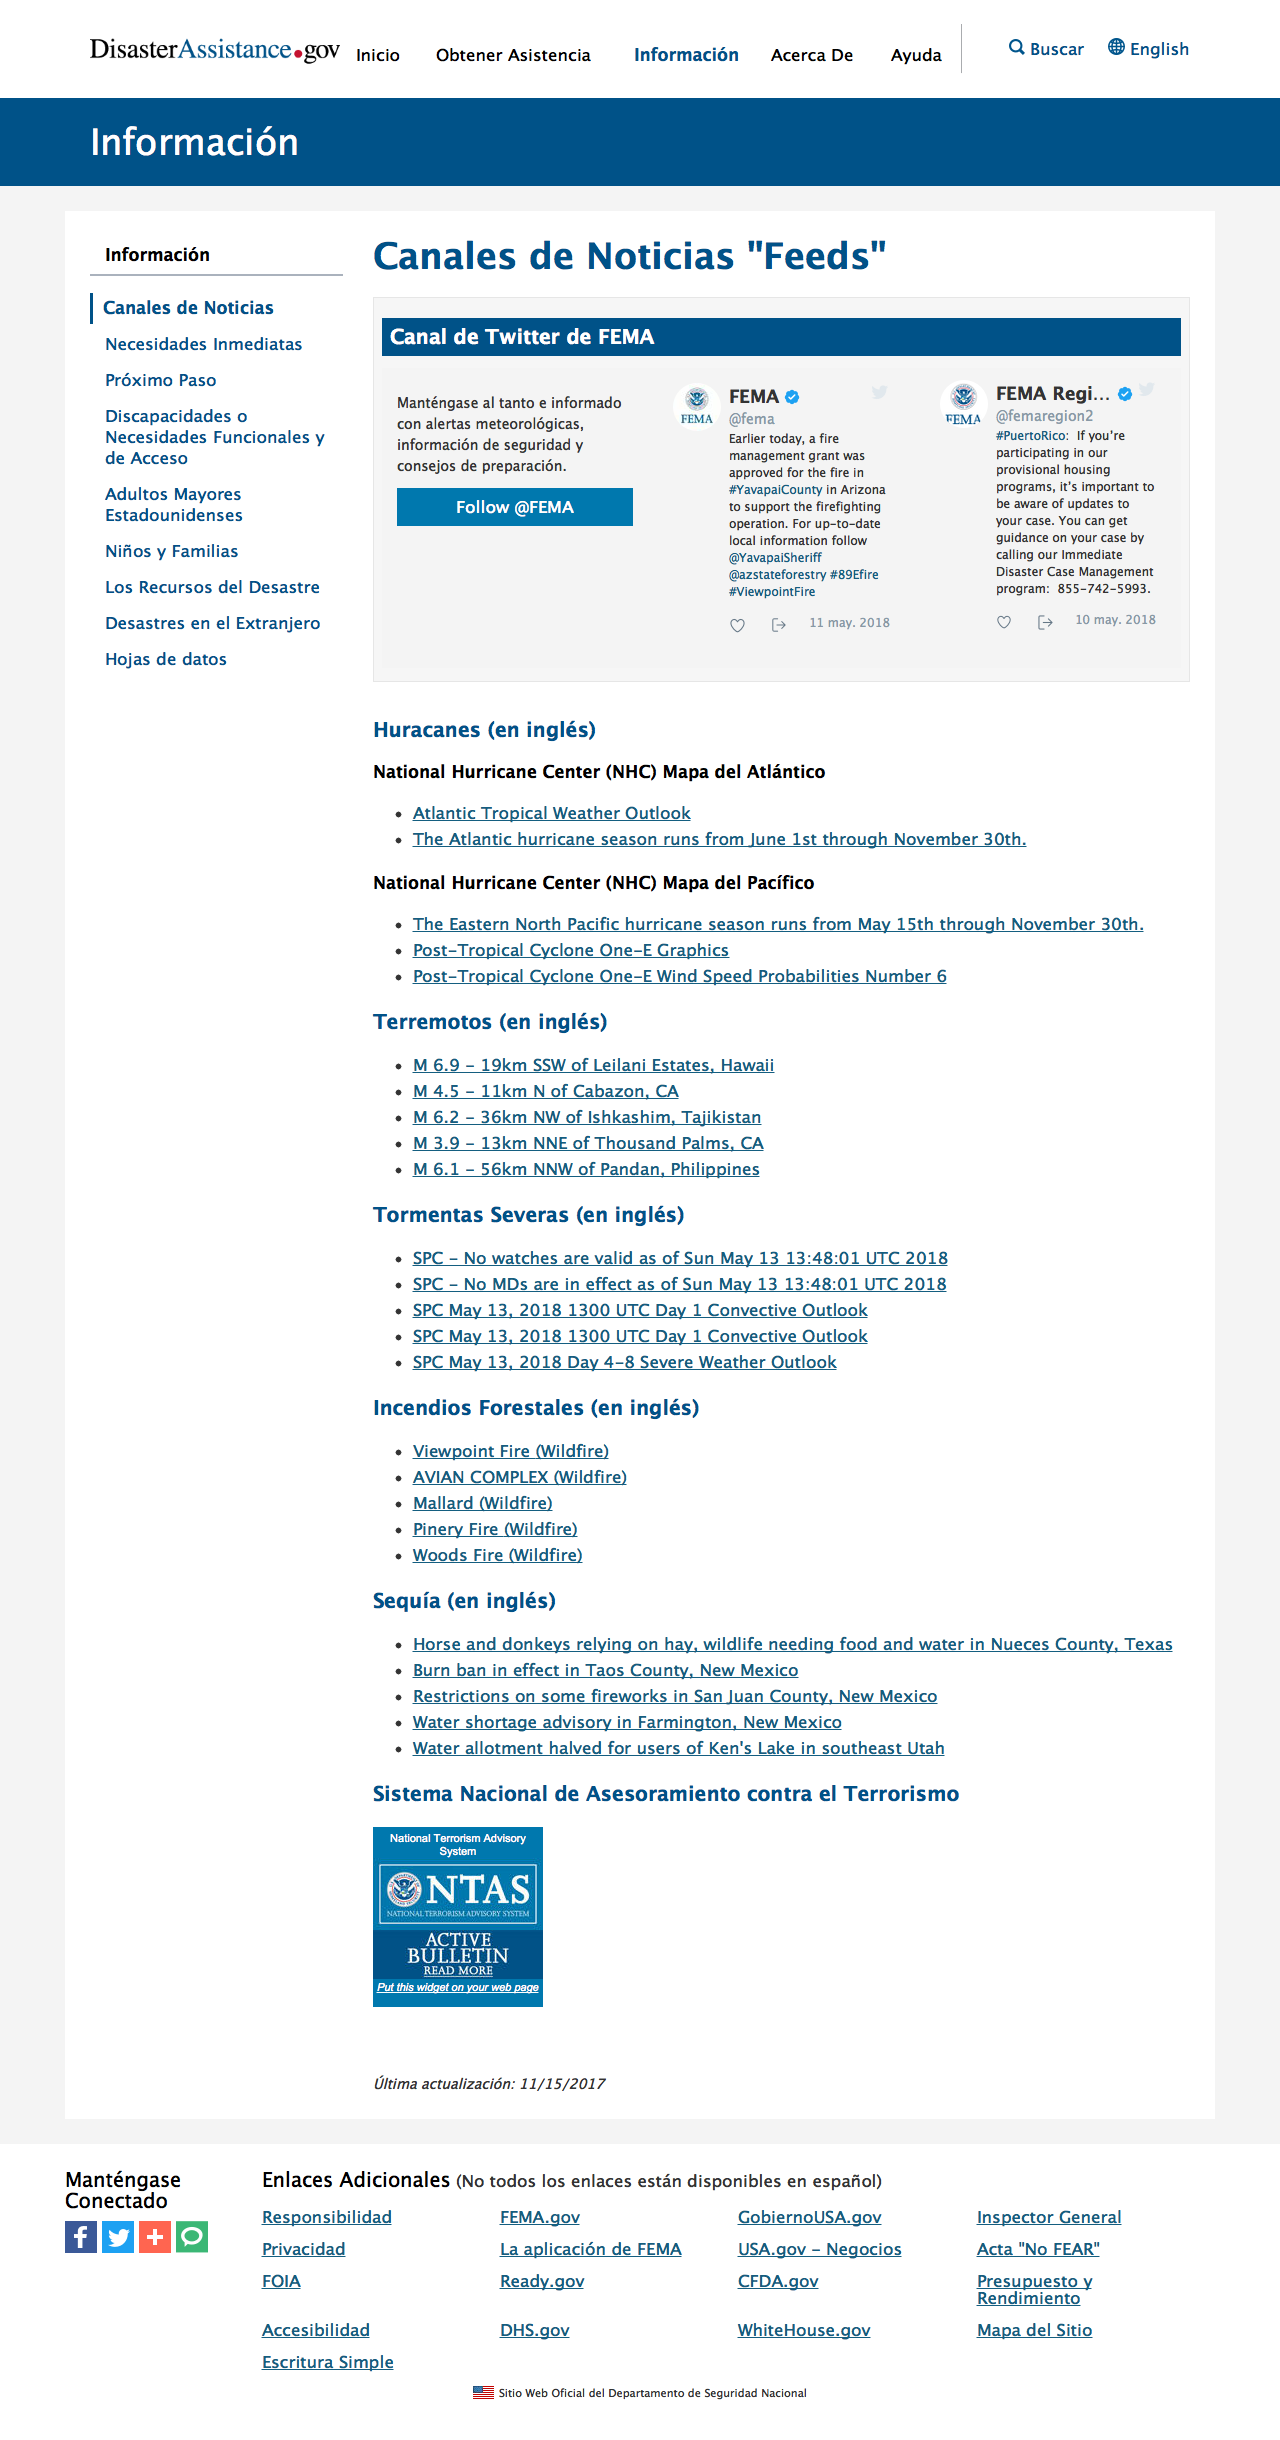 DisasterAssistance.gov
Inicio
Obtener Asistencia
Información
Acerca De
Ayuda
Buscar
English
Información
Información
Canales de Noticias
Necesidades Inmediatas
Próximo Paso
Discapacidades o
Necesidades Funcionales y
de Acceso
Adultos Mayores
Estadounidenses
Niños y Familias
Los Recursos del Desastre
Desastres en el Extranjero
Hojas de datos
Canales de Noticias "Feeds"
Canal de Twitter de FEMA
Manténgase al tanto e informado
con alertas meteorológicas,
información de seguridad y
consejos de preparación.
Follow @FEMA
FEMA
FEMA
@fema
Earlier today, a fire
management grant was
approved for the fire in
#YavapaiCounty in Arizona
to support the firefighting
operation. For up-to-date
local information follow
@YavapaiSheriff
@azstateforestry #89Efire
#ViewpointFire
11 may. 2018
FEMA
FEMA Regi...
@femaregion2
#PuertoRico: If you're
participating in our
provisional housing
programs, it's important to
be aware of updates to
your case. You can get
guidance on your case by
calling our Immediate
Disaster Case Management
program: 855-742-5993.
10 may. 2018
Huracanes (en inglés)
National Hurricane Center (NHC) Mapa del Atlántico
Atlantic Tropical Weather Outlook
The Atlantic hurricane season runs from June 1st through November 30th.
National Hurricane Center (NHC) Mapa del Pacífico
The Eastern North Pacific hurricane season runs from May 15th through November 30th.
Post-Tropical Cyclone One-E Graphics
Post-Tropical Cyclone One-E Wind Speed Probabilities Number 6
Terremotos (en inglés)
M 6.9 - 19km SSW of Leilani Estates, Hawaii
M 4.5 - 11km N of Cabazon, CA
M 6.2 - 36km NW of Ishkashim, Tajikistan
M 3.9 - 13km NNE of Thousand Palms, CA
M 6.1 - 56km NNW of Pandan, Philippines
Tormentas Severas (en inglés)
SPC - No watches are valid as of Sun May 13 13:48:01 UTC 2018
SPC - No MDs are in effect as of Sun May 13 13:48:01 UTC 2018
SPC May 13, 2018 1300 UTC Day 1 Convective Outlook
SPC May 13, 2018 1300 UTC Day 1 Convective Outlook
SPC May 13, 2018 Day 4-8 Severe Weather Outlook
Incendios Forestales (en inglés)
Viewpoint Fire (Wildfire)
AVIAN COMPLEX (Wildfire)
Mallard (Wildfire)
Pinery Fire (Wildfire)
Woods Fire (Wildfire)
Sequía (en inglés)
Horse and donkeys relying on hay, wildlife needing food and water in Nueces County, Texas
Burn ban in effect in Taos County, New Mexico
Restrictions on some fireworks in San Juan County, New Mexico
Water shortage advisory in Farmington, New Mexico
Water allotment halved for users of Ken's Lake in southeast Utah
Sistema Nacional de Asesoramiento contra el Terrorismo
National Terrorism Advisory
System
NTAS
NATIONAL TERRORISM ADVISORY SYSTEM
ACTIVE
BULLETIN
READ MORE
Put this widget on your web page
Última actualización: 11/15/2017
Manténgase
Conectado
Enlaces Adicionales (No todos los enlaces están disponibles en español)
Responsibilidad
FEMA.gov
GobiernoUSA.gov
Inspector General
Privacidad
La aplicación de FEMA
USA.gov - Negocios
Acta "No FEAR"
FOIA
Ready.gov
CFDA.gov
Presupuesto y
Rendimiento
Accesibilidad
DHS.gov
WhiteHouse.gov
Mapa del Sitio
Escritura Simple
Sitio Web Oficial del Departamento de Seguridad Nacional